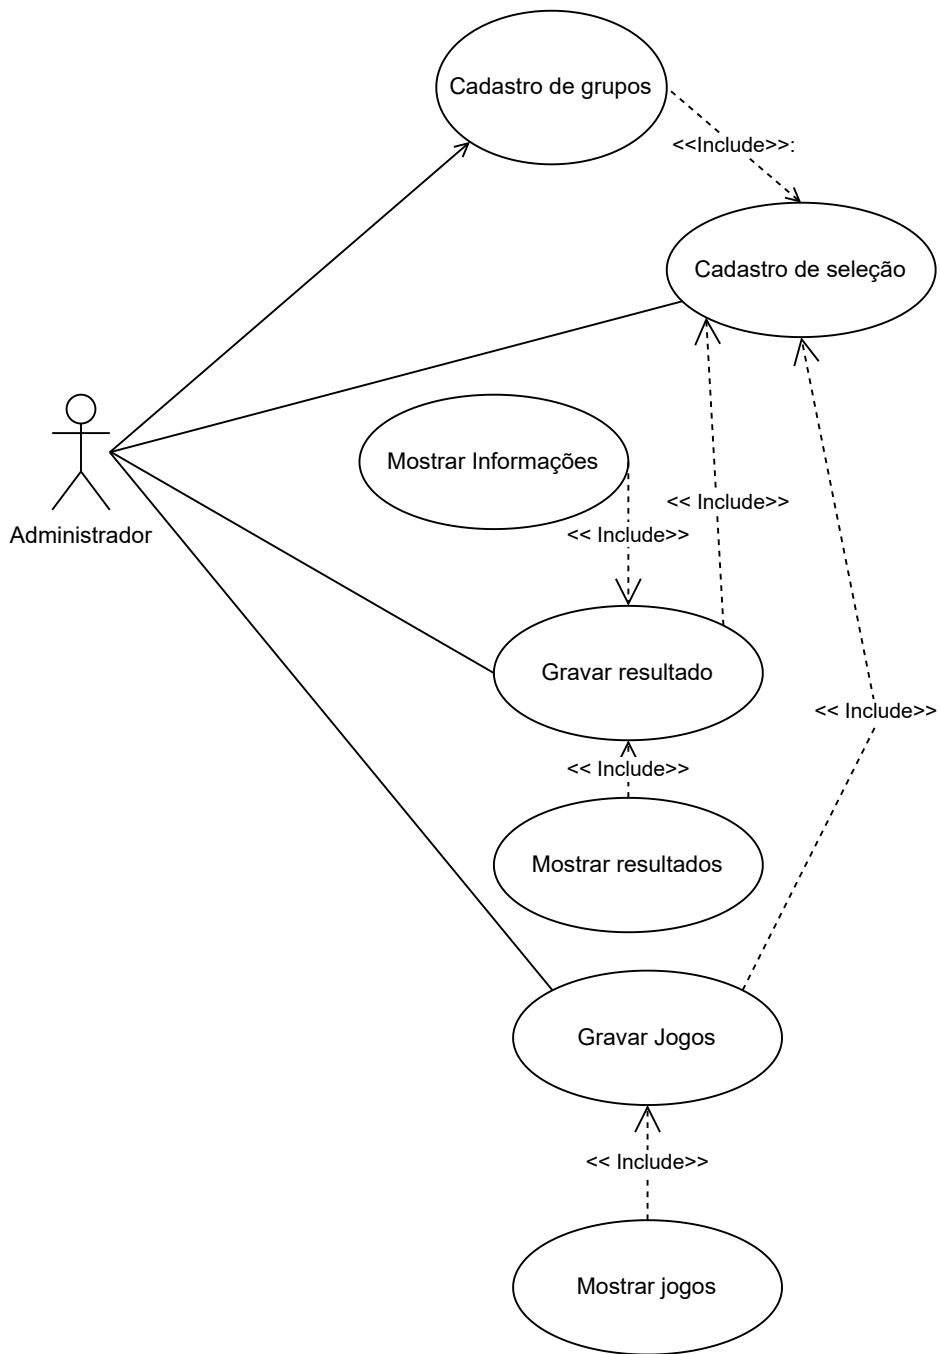 Cadastro de grupos
<<Include>>:
Cadastro de seleção
Mostrar Informações
<< Include>>
<< Include>>
Administrador
Gravar resultado
<< Include>>
<< Include>>
Mostrar resultados
Gravar Jogos
<< Include>>
Mostrar jogos